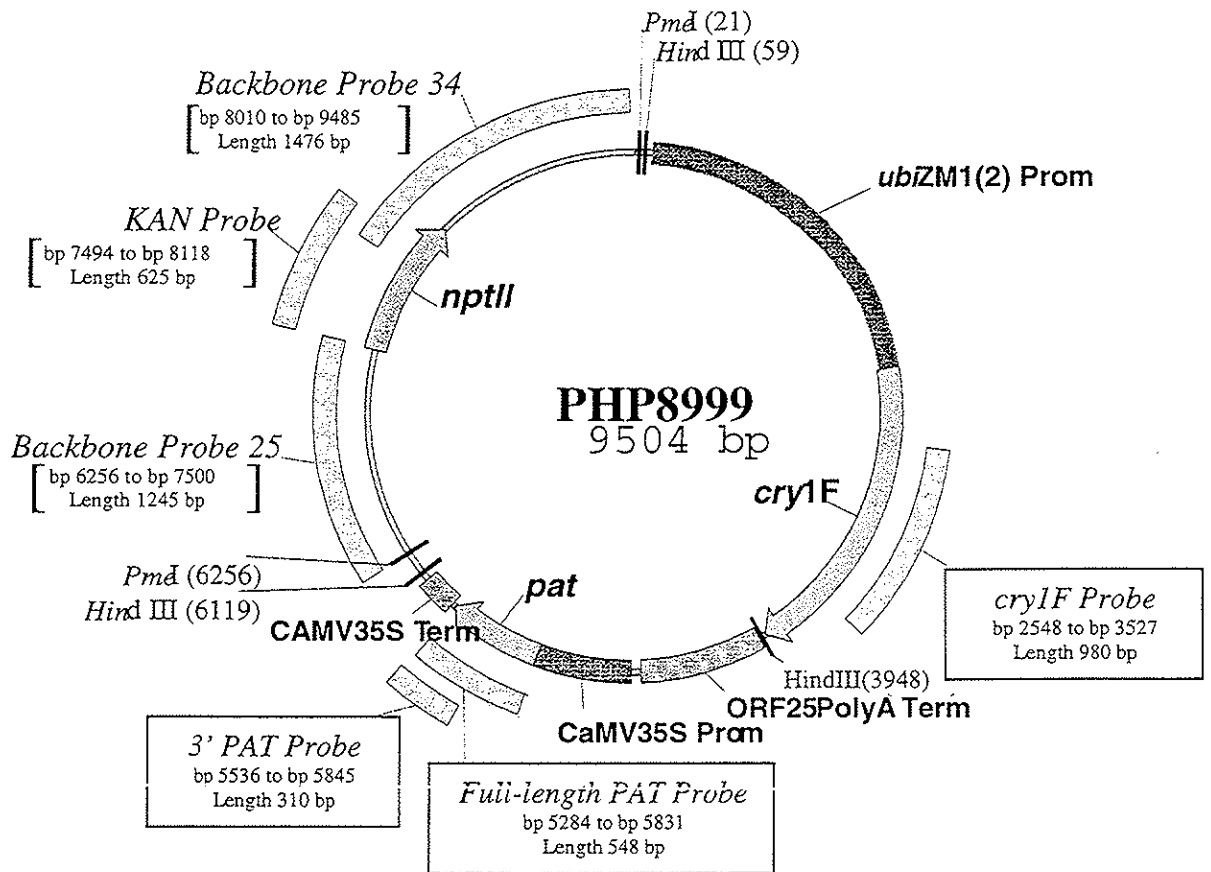 PmeI (21)
Hind III (59)
Backbone Probe 34
bp 8010 to bp 9485
Length 1476 bp
ubiZM1(2) Prom
KAN Probe
bp 7494 to bp 8118
Length 625 bp
nptII
PHP8999
9504 bp
Backbone Probe 25
bp 6256 to bp 7500
Length 1245 bp
cry1F
PmeI (6256)
Hind III (6119)
pat
CAMV35S Term
cry1F Probe
bp 2548 to bp 3527
Length 980 bp
HindIII(3948)
ORF25PolyA Term
CaMV35S Prom
3' PAT Probe
bp 5536 to bp 5845
Length 310 bp
Full-length PAT Probe
bp 5284 to bp 5831
Length 548 bp